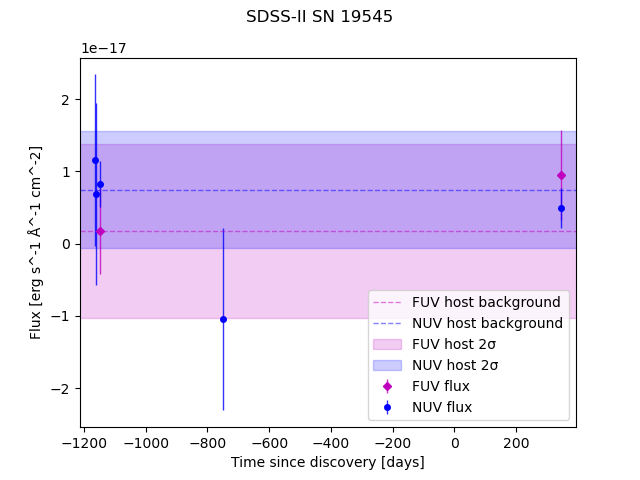 SDSS-II SN 19545
1e−17
2
1
0
−1
−2
Flux [erg s^-1 Å^-1 cm^-2]
FUV host background
NUV host background
FUV host 2σ
NUV host 2σ
FUV flux
NUV flux
−1200 −1000 −800 −600 −400 −200 0 200
Time since discovery [days]